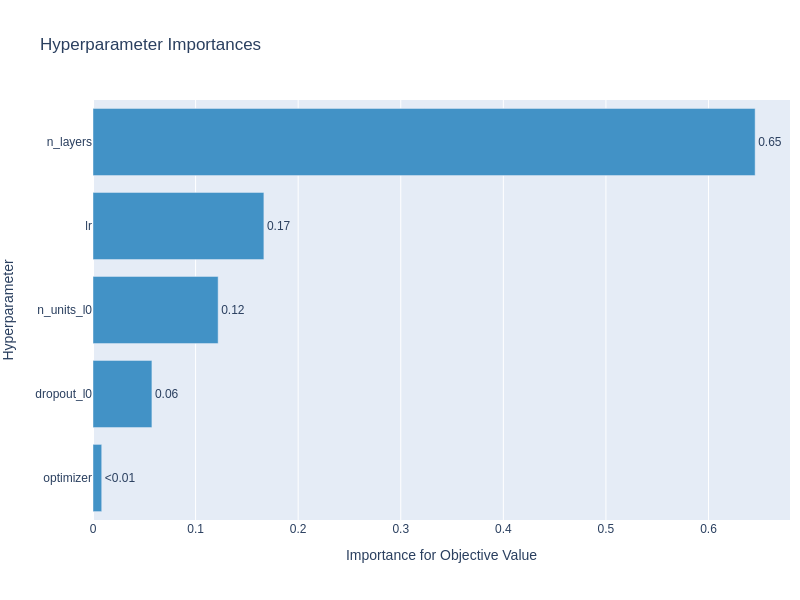 Hyperparameter Importances
Hyperparameter
n_layers
0.65
lr
0.17
n_units_l0
0.12
dropout_l0
0.06
optimizer
<0.01
0 0.1 0.2 0.3 0.4 0.5 0.6
Importance for Objective Value